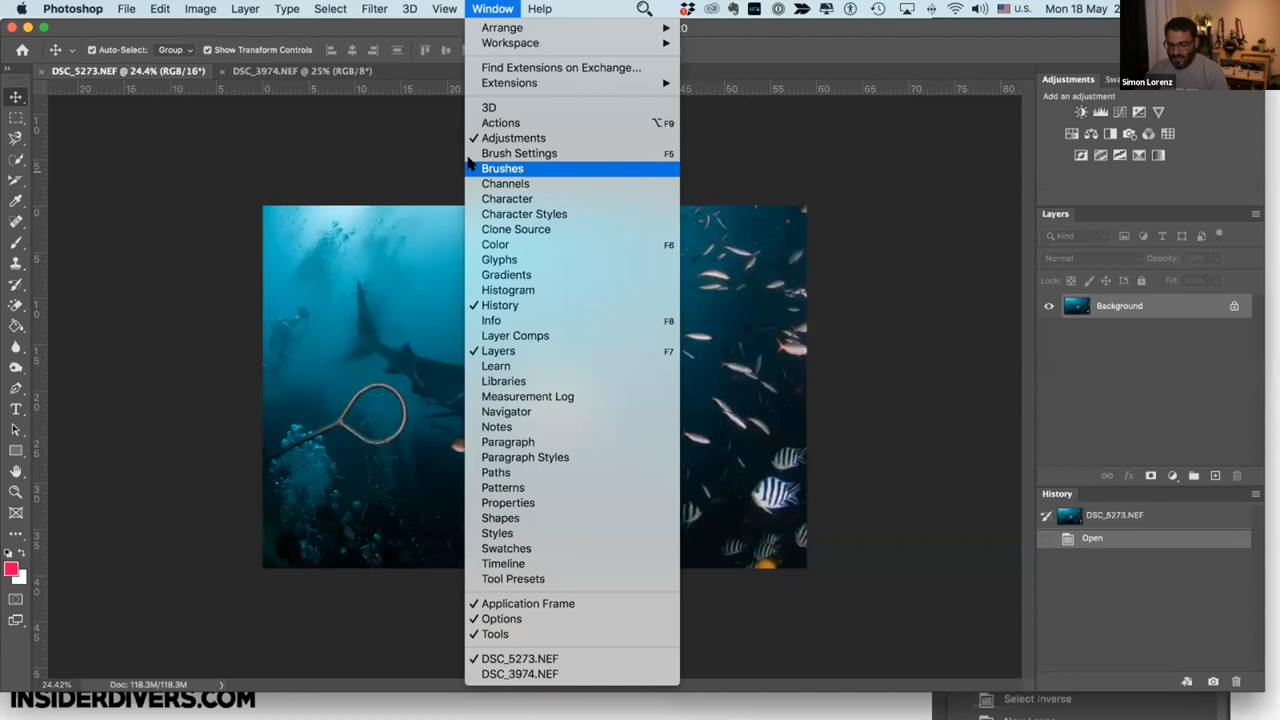 Photoshop File Edit Image Layer Type Select Filter 3D View Window Help U.S. Mon 18 May 2
Simon Lorenz
Auto-Select: Group Show Transform Controls
DSC_5273.NEF @ 24.4% (RGB/16*) DSC_3974.NEF @ 25% (RGB/8*)
Arrange
Workspace
Find Extensions on Exchange...
Extensions
3D
Actions ⌥F9
Adjustments
Brush Settings F5
Brushes
Channels
Character
Character Styles
Clone Source
Color F6
Glyphs
Gradients
Histogram
History
Info F8
Layer Comps
Layers F7
Learn
Libraries
Measurement Log
Navigator
Notes
Paragraph
Paragraph Styles
Paths
Patterns
Properties
Shapes
Styles
Swatches
Timeline
Tool Presets
Application Frame
Options
Tools
DSC_5273.NEF
DSC_3974.NEF
Adjustments
Add an adjustment
Layers
Kind
Normal Opacity:
Lock: Fill:
Background
History
DSC_5273.NEF
Open
24.42% Doc: 118.3M/118.3M
INSIDERDIVERS.COM
Select Inverse